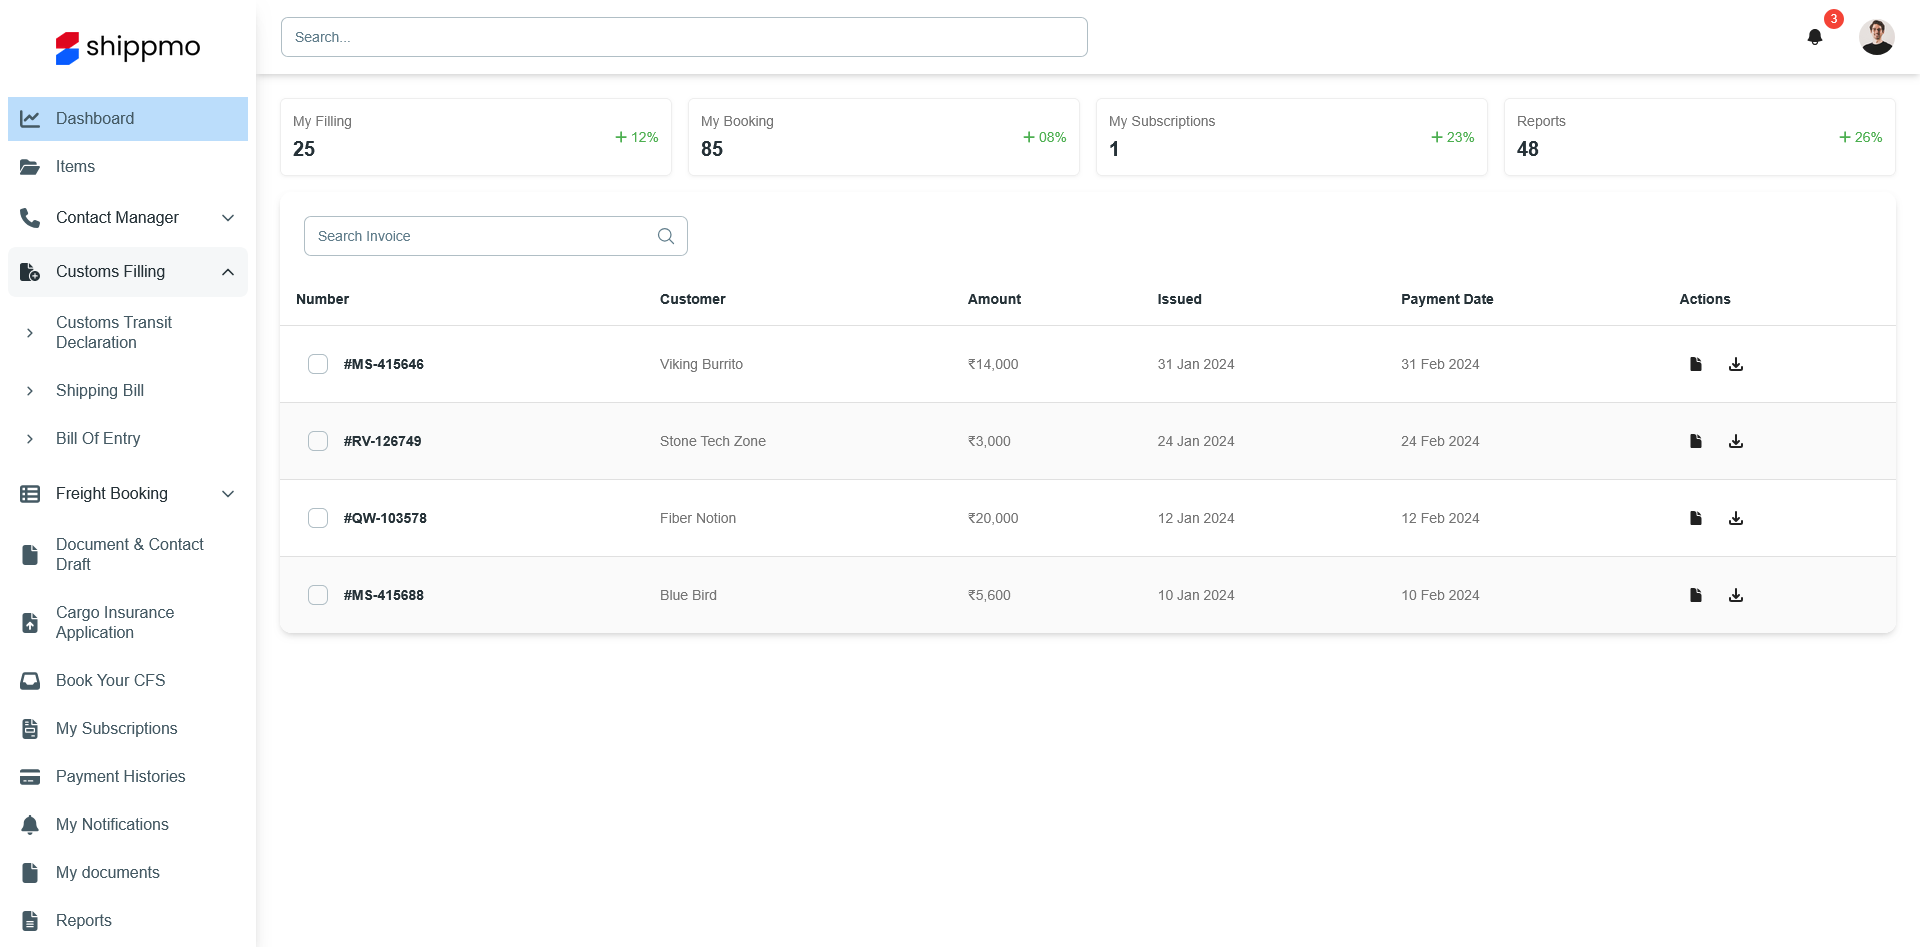 shippmo
Search...
3
Dashboard
Items
Contact Manager
Customs Filling
Customs Transit
Declaration
Shipping Bill
Bill Of Entry
Freight Booking
Document & Contact
Draft
Cargo Insurance
Application
Book Your CFS
My Subscriptions
Payment Histories
My Notifications
My documents
Reports
My Filling
25
+ 12%
My Booking
85
+ 08%
My Subscriptions
1
+ 23%
Reports
48
+ 26%
Search Invoice
Number Customer Amount Issued Payment Date Actions
#MS-415646 Viking Burrito ₹14,000 31 Jan 2024 31 Feb 2024
#RV-126749 Stone Tech Zone ₹3,000 24 Jan 2024 24 Feb 2024
#QW-103578 Fiber Notion ₹20,000 12 Jan 2024 12 Feb 2024
#MS-415688 Blue Bird ₹5,600 10 Jan 2024 10 Feb 2024